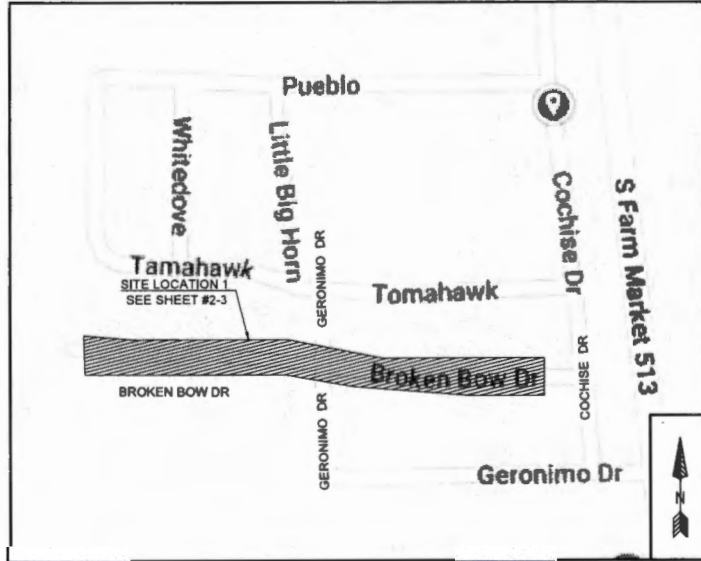 Pueblo
Whitedove
Little Big Horn
Cochise Dr
S Farm Market 513
GERONIMO DR
Tamahawk
SITE LOCATION 1
SEE SHEET #2-3
Tomahawk
Broken Bow Dr
BROKEN BOW DR
COCHISE DR
GERONIMO DR
Geronimo Dr
N